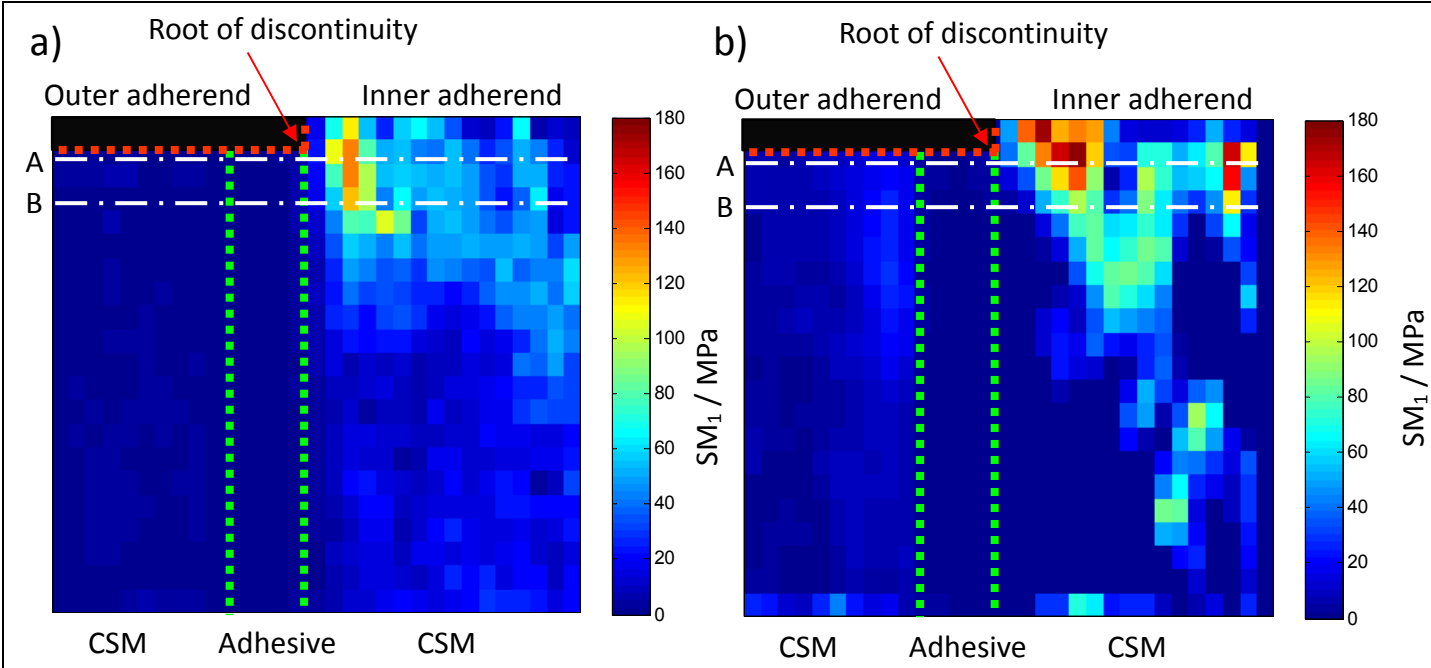 a)
Root of discontinuity
Outer adherend
Inner adherend
A
B
180
160
140
120
100
80
60
40
20
0
SM₁ / MPa
CSM
Adhesive
CSM
b)
Root of discontinuity
Outer adherend
Inner adherend
A
B
180
160
140
120
100
80
60
40
20
0
SM₁ / MPa
CSM
Adhesive
CSM